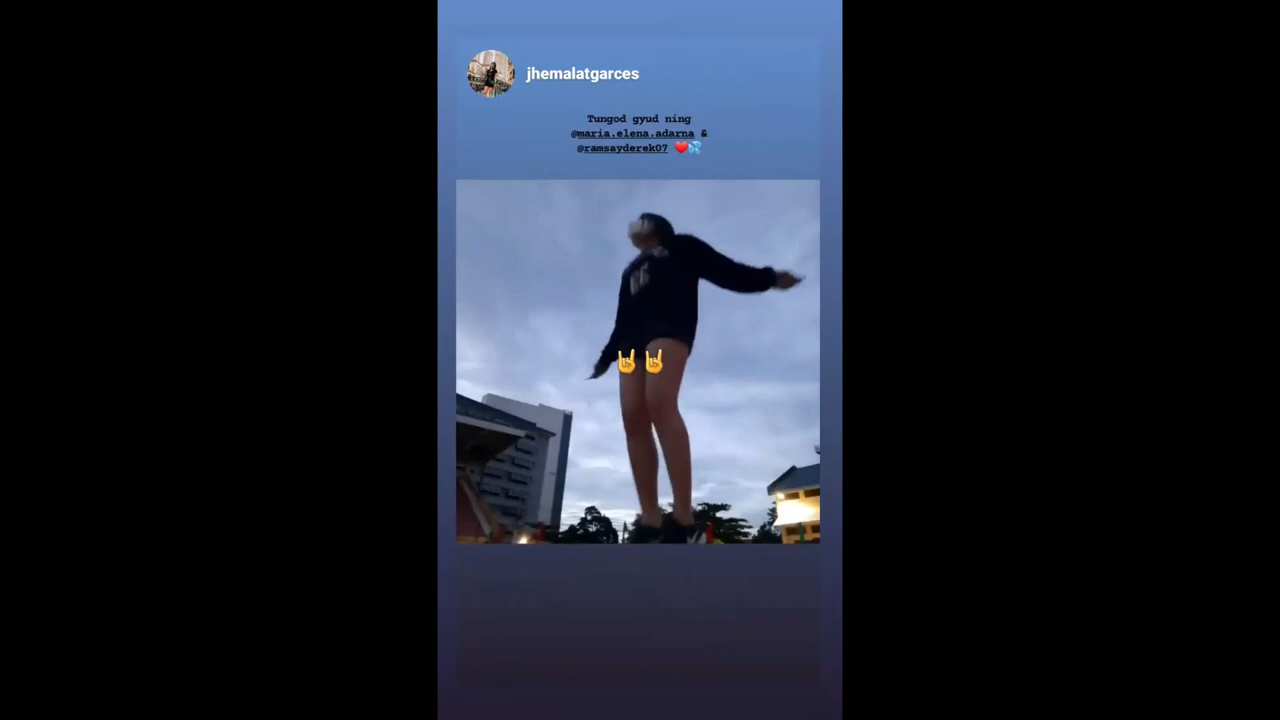 jhemalatgarces
Tungod gyud ning
@maria.elena.adarna &
@ramsayderek07 ❤️💦